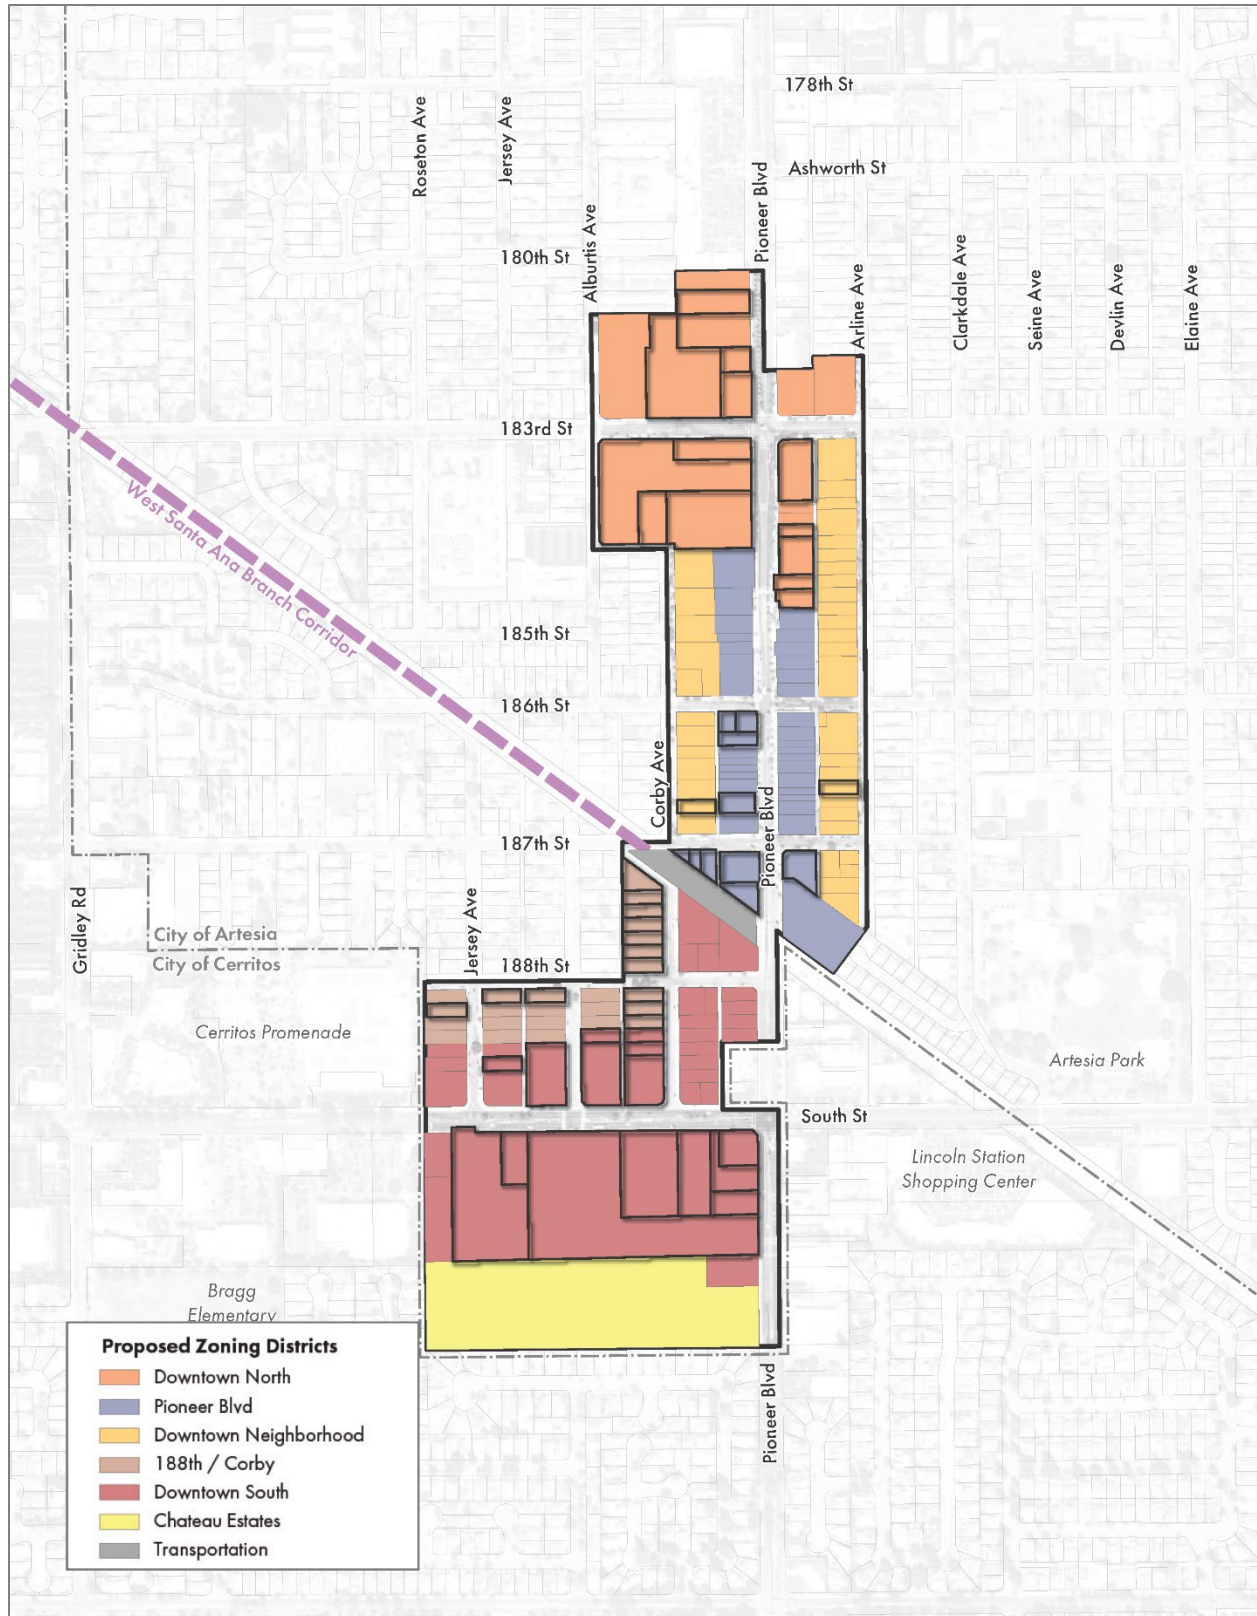 178th St
Ashworth St
Roseton Ave
Jersey Ave
Pioneer Blvd
Alburtis Ave
180th St
Arline Ave
Clarkdale Ave
Seine Ave
Devlin Ave
Elaine Ave
183rd St
West Santa Ana Branch Corridor
185th St
186th St
Corby Ave
Pioneer Blvd
187th St
Gridley Rd
Jersey Ave
City of Artesia
City of Cerritos
188th St
Cerritos Promenade
Artesia Park
South St
Lincoln Station
Shopping Center
Bragg
Elementary
Pioneer Blvd
Proposed Zoning Districts
Downtown North
Pioneer Blvd
Downtown Neighborhood
188th / Corby
Downtown South
Chateau Estates
Transportation